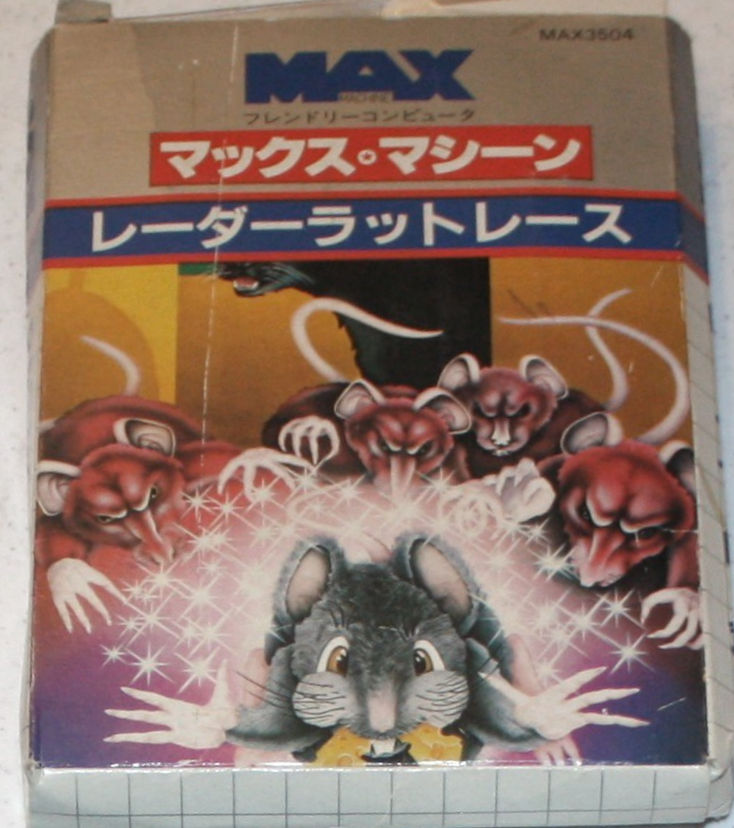 MAX3504
MAX
MACHINE
フレンドリーコンピュータ
マックス・マシーン
レーダーラットレース